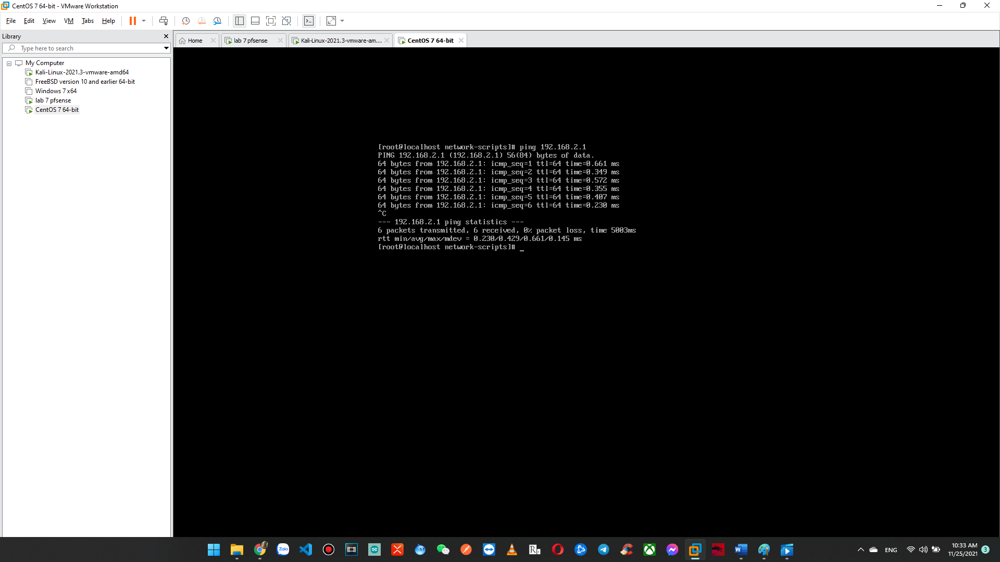 CentOS 7 64-bit - VMware Workstation
File Edit View VM Tabs Help
Library
Type here to search
My Computer
Kali-Linux-2021.3-vmware-amd64
FreeBSD version 10 and earlier 64-bit
Windows 7 x64
lab 7 pfsense
CentOS 7 64-bit
Home lab 7 pfsense Kali-Linux-2021.3-vmware-am... CentOS 7 64-bit
[root@localhost network-scripts]# ping 192.168.2.1
PING 192.168.2.1 (192.168.2.1) 56(84) bytes of data.
64 bytes from 192.168.2.1: icmp_seq=1 ttl=64 time=0.661 ms
64 bytes from 192.168.2.1: icmp_seq=2 ttl=64 time=0.349 ms
64 bytes from 192.168.2.1: icmp_seq=3 ttl=64 time=0.572 ms
64 bytes from 192.168.2.1: icmp_seq=4 ttl=64 time=0.355 ms
64 bytes from 192.168.2.1: icmp_seq=5 ttl=64 time=0.407 ms
64 bytes from 192.168.2.1: icmp_seq=6 ttl=64 time=0.230 ms
^C
--- 192.168.2.1 ping statistics ---
6 packets transmitted, 6 received, 0% packet loss, time 5003ms
rtt min/avg/max/mdev = 0.230/0.429/0.661/0.145 ms
[root@localhost network-scripts]# _
Zalo
ENG
10:33 AM
11/25/2021
3